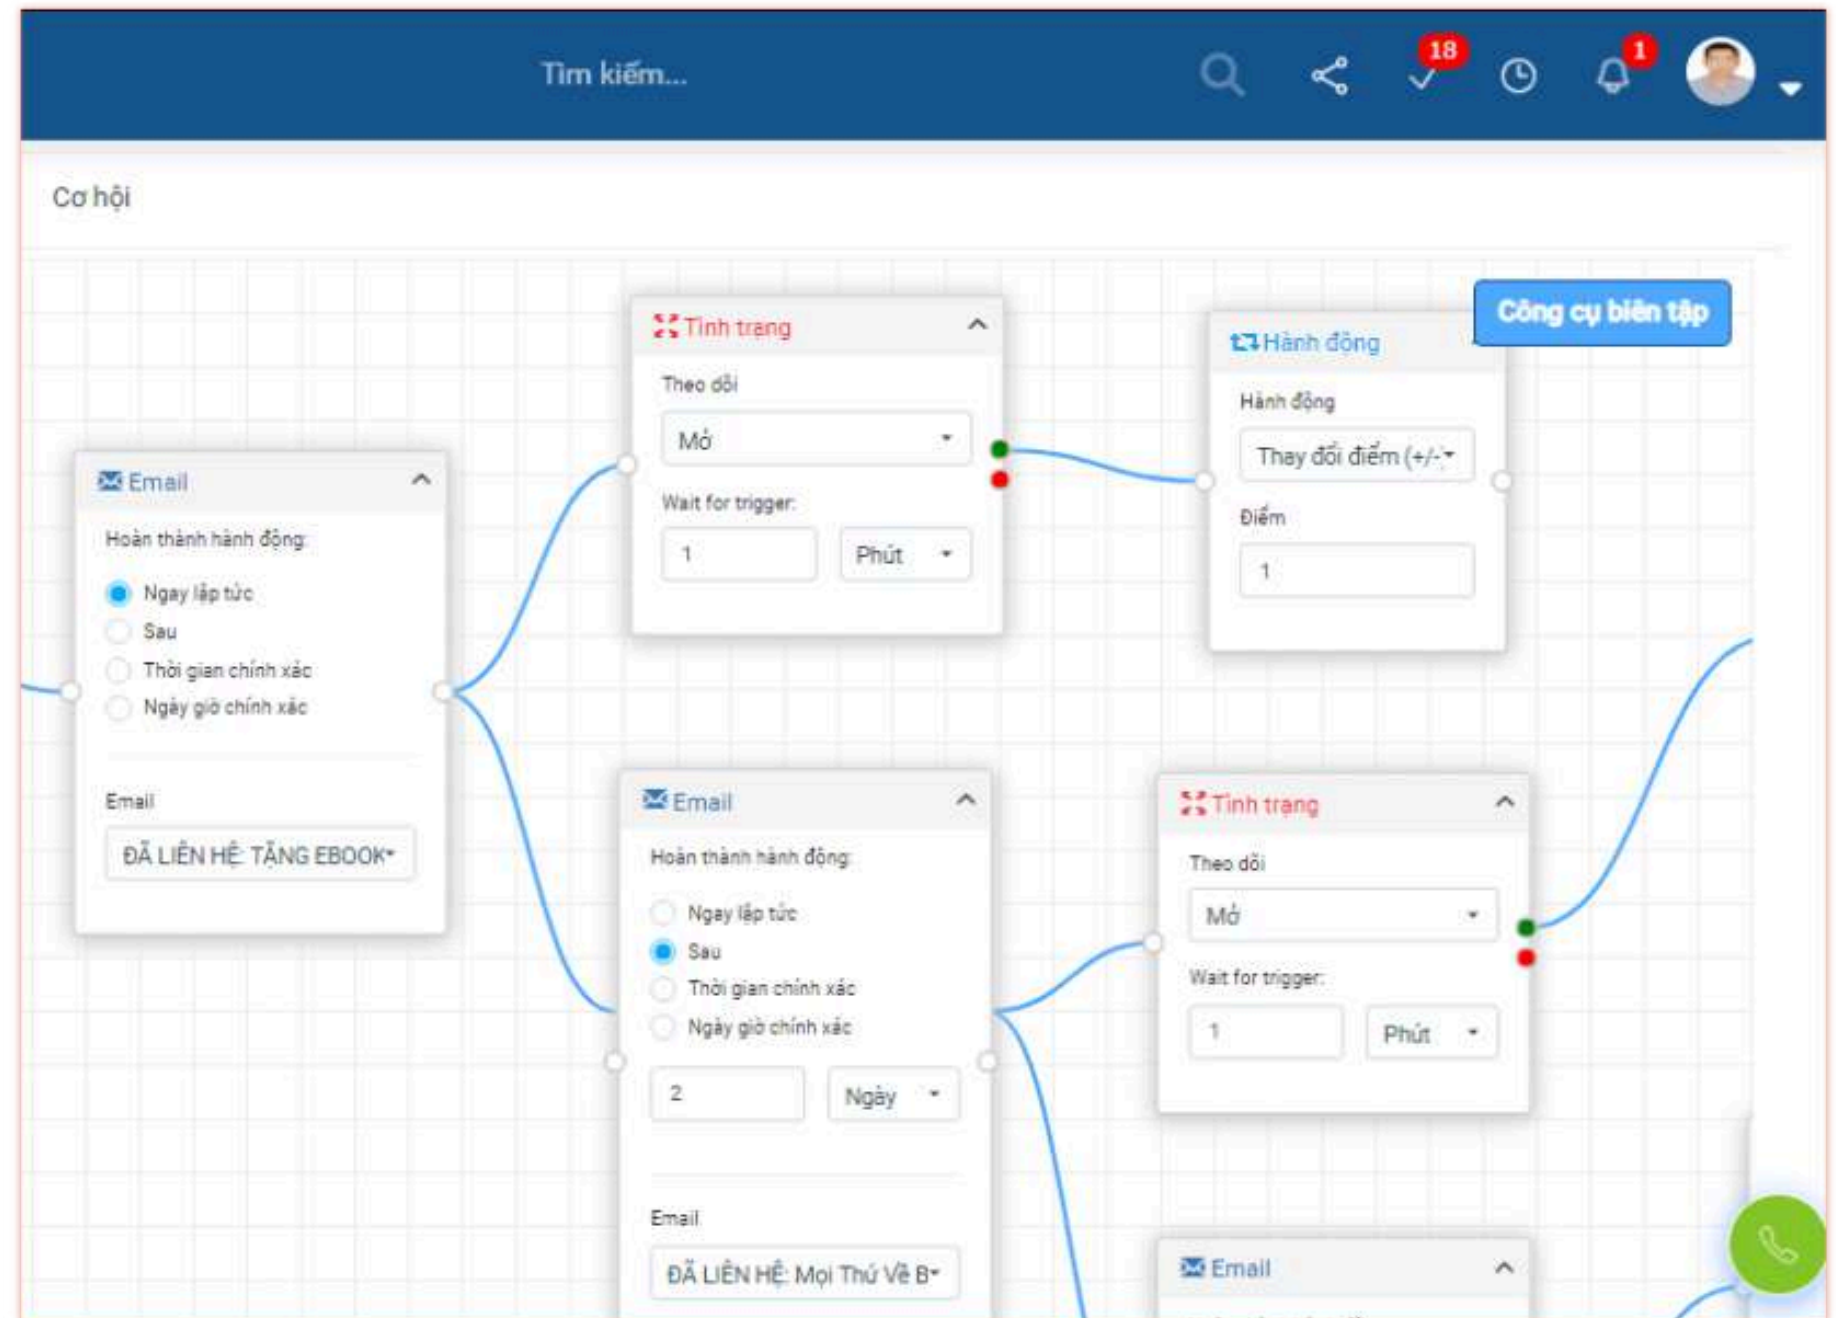 Tìm kiếm...
18
1
Cơ hội
Công cụ biên tập
Tình trạng
Theo dõi
Mở
Wait for trigger:
1
Phút
Hành động
Hành động
Thay đổi điểm (+/-
Điểm
1
Email
Hoàn thành hành động:
Ngay lập tức
Sau
Thời gian chính xác
Ngày giờ chính xác
Email
ĐÃ LIÊN HỆ: TẶNG EBOOK
Email
Hoàn thành hành động:
Ngay lập tức
Sau
Thời gian chính xác
Ngày giờ chính xác
2
Ngày
Email
ĐÃ LIÊN HỆ: Mọi Thứ Về B
Tình trạng
Theo dõi
Mở
Wait for trigger:
1
Phút
Email